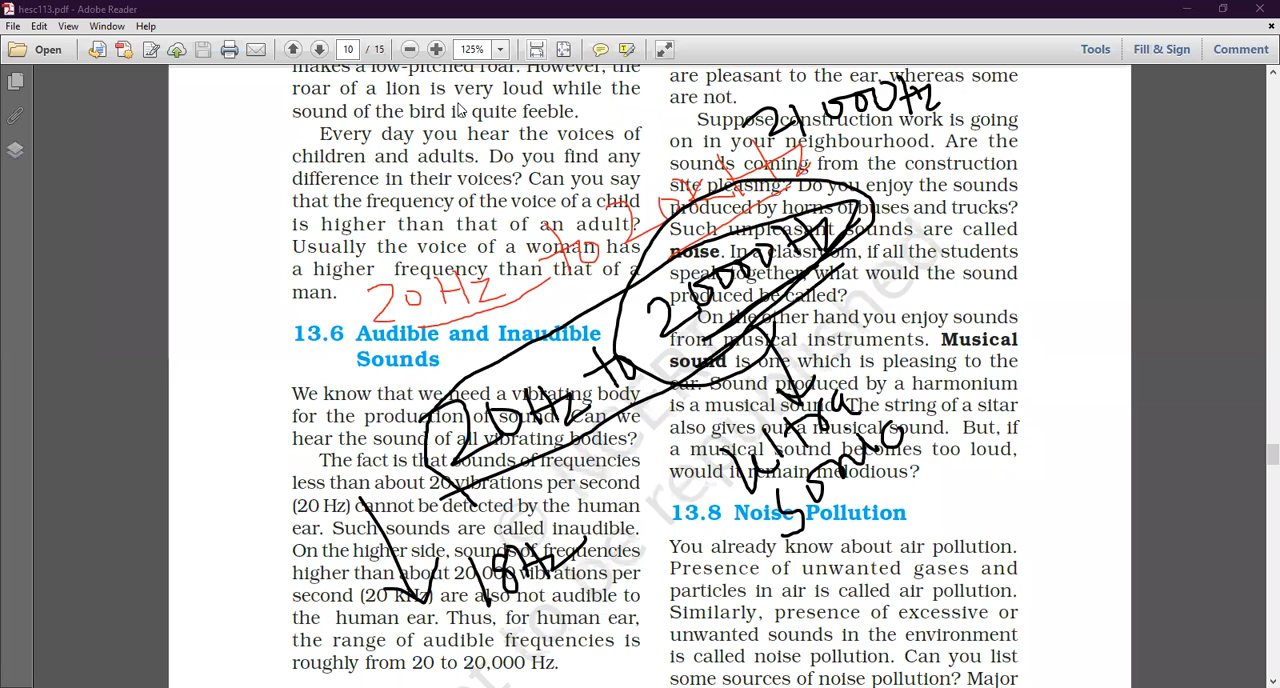 hesc113.pdf - Adobe Reader
File Edit View Window Help
Open 10 / 15 125% Tools Fill & Sign Comment
makes a low-pitched roar. However, the
roar of a lion is very loud while the
sound of the bird is quite feeble.
Every day you hear the voices of
children and adults. Do you find any
difference in their voices? Can you say
that the frequency of the voice of a child
is higher than that of an adult?
Usually the voice of a woman has
a higher frequency than that of a
man.
13.6 Audible and Inaudible
Sounds
We know that we need a vibrating body
for the production of sound. Can we
hear the sound of all vibrating bodies?
The fact is that sounds of frequencies
less than about 20 vibrations per second
(20 Hz) cannot be detected by the human
ear. Such sounds are called inaudible.
On the higher side, sounds of frequencies
higher than about 20,000 vibrations per
second (20 kHz) are also not audible to
the human ear. Thus, for human ear,
the range of audible frequencies is
roughly from 20 to 20,000 Hz.
are pleasant to the ear, whereas some
are not.
Suppose construction work is going
on in your neighbourhood. Are the
sounds coming from the construction
site pleasing? Do you enjoy the sounds
produced by horns of buses and trucks?
Such unpleasant sounds are called
noise. In a classroom, if all the students
speak together, what would the sound
produced be called?
On the other hand you enjoy sounds
from musical instruments. Musical
sound is one which is pleasing to the
ear. Sound produced by a harmonium
is a musical sound. The string of a sitar
also gives out a musical sound. But, if
a musical sound becomes too loud,
would it remain melodious?
13.8 Noise Pollution
You already know about air pollution.
Presence of unwanted gases and
particles in air is called air pollution.
Similarly, presence of excessive or
unwanted sounds in the environment
is called noise pollution. Can you list
some sources of noise pollution? Major
21,000Hz
20Hz to
20Hz to
18Hz
ultra
sonic
republished